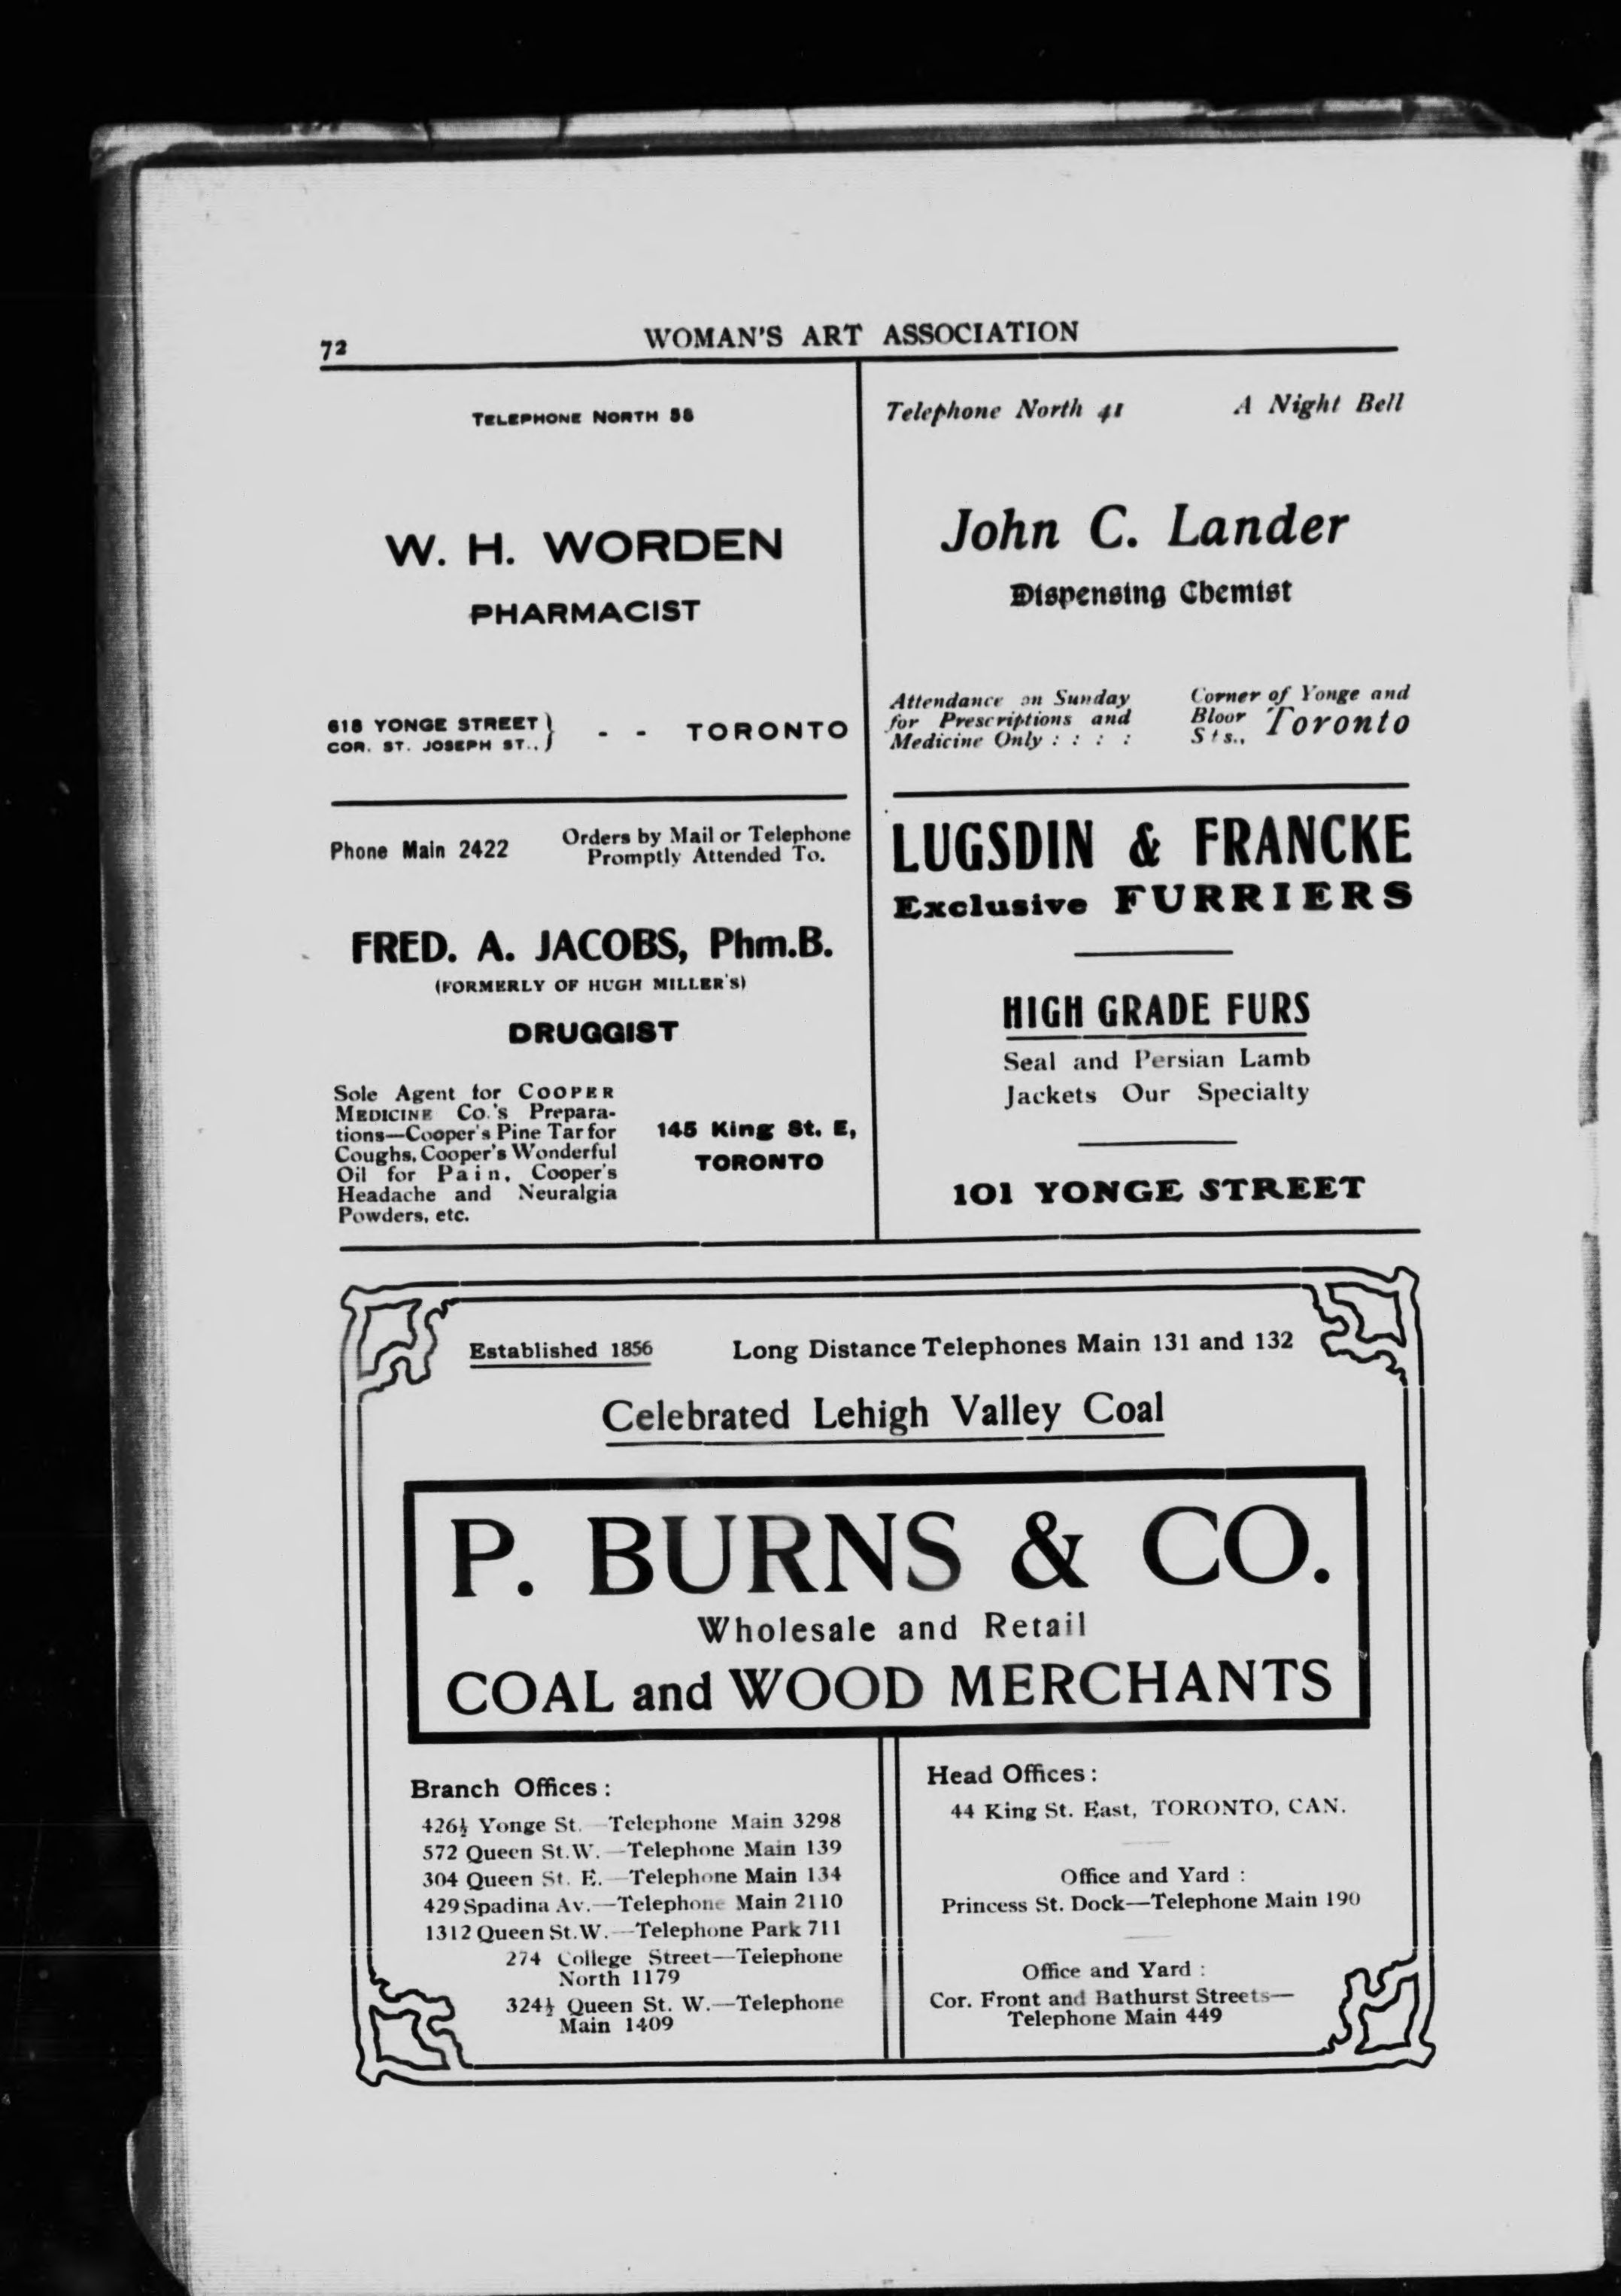 72
WOMAN'S ART ASSOCIATION
TELEPHONE NORTH 58
W. H. WORDEN
PHARMACIST
618 YONGE STREET
COR. ST. JOSEPH ST., } - - TORONTO
Telephone North 41 A Night Bell
John C. Lander
Dispensing Chemist
Attendance on Sunday
for Prescriptions and
Medicine Only : : : :
Corner of Yonge and
Bloor
Sts., Toronto
Phone Main 2422
Orders by Mail or Telephone
Promptly Attended To.
FRED. A. JACOBS, Phm.B.
(FORMERLY OF HUGH MILLER'S)
DRUGGIST
Sole Agent for COOPER
MEDICINE Co.'s Prepara-
tions—Cooper's Pine Tar for
Coughs, Cooper's Wonderful
Oil for Pain, Cooper's
Headache and Neuralgia
Powders, etc.
145 King St. E,
TORONTO
LUGSDIN & FRANCKE
Exclusive FURRIERS
HIGH GRADE FURS
Seal and Persian Lamb
Jackets Our Specialty
101 YONGE STREET
Established 1856 Long Distance Telephones Main 131 and 132
Celebrated Lehigh Valley Coal
P. BURNS & CO.
Wholesale and Retail
COAL and WOOD MERCHANTS
Branch Offices :
426½ Yonge St.—Telephone Main 3298
572 Queen St. W.—Telephone Main 139
304 Queen St. E.—Telephone Main 134
429 Spadina Av.—Telephone Main 2110
1312 Queen St. W.—Telephone Park 711
274 College Street—Telephone
North 1179
324½ Queen St. W.—Telephone
Main 1409
Head Offices :
44 King St. East, TORONTO, CAN.
Office and Yard :
Princess St. Dock—Telephone Main 190
Office and Yard :
Cor. Front and Bathurst Streets—
Telephone Main 449